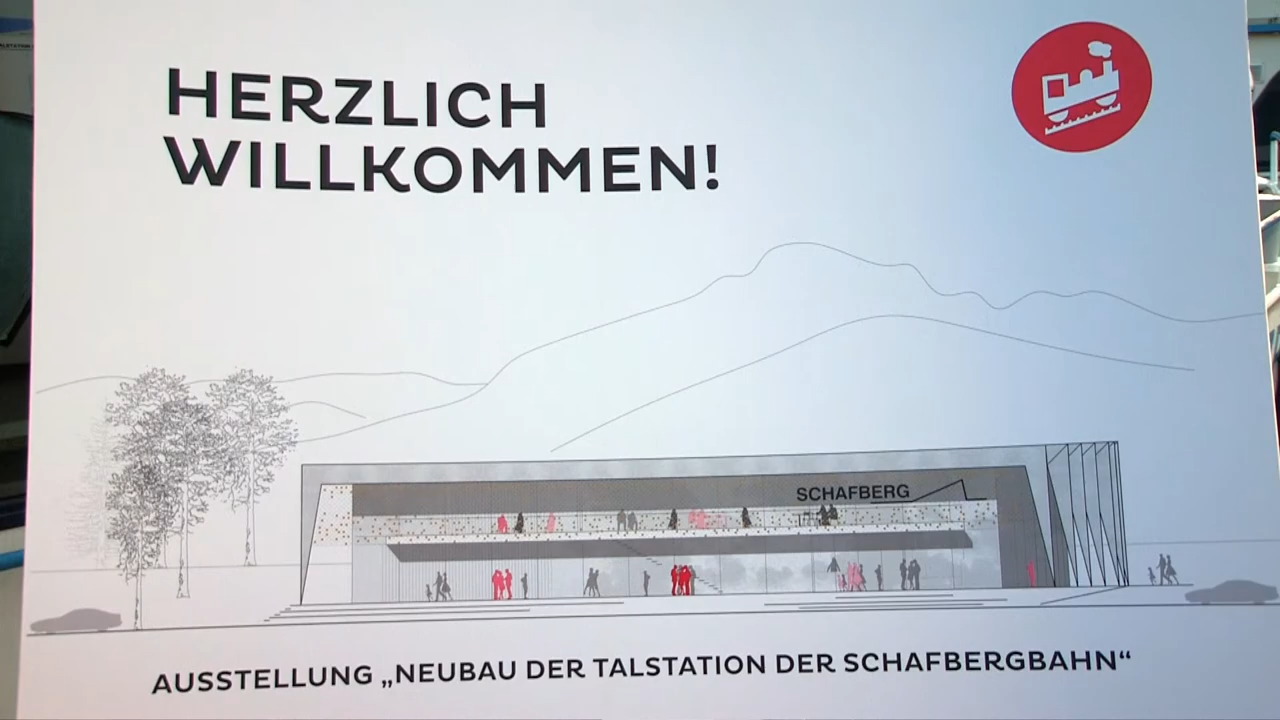 HERZLICH
WILLKOMMEN!
SCHAFBERG
AUSSTELLUNG „NEUBAU DER TALSTATION DER SCHAFBERGBAHN“